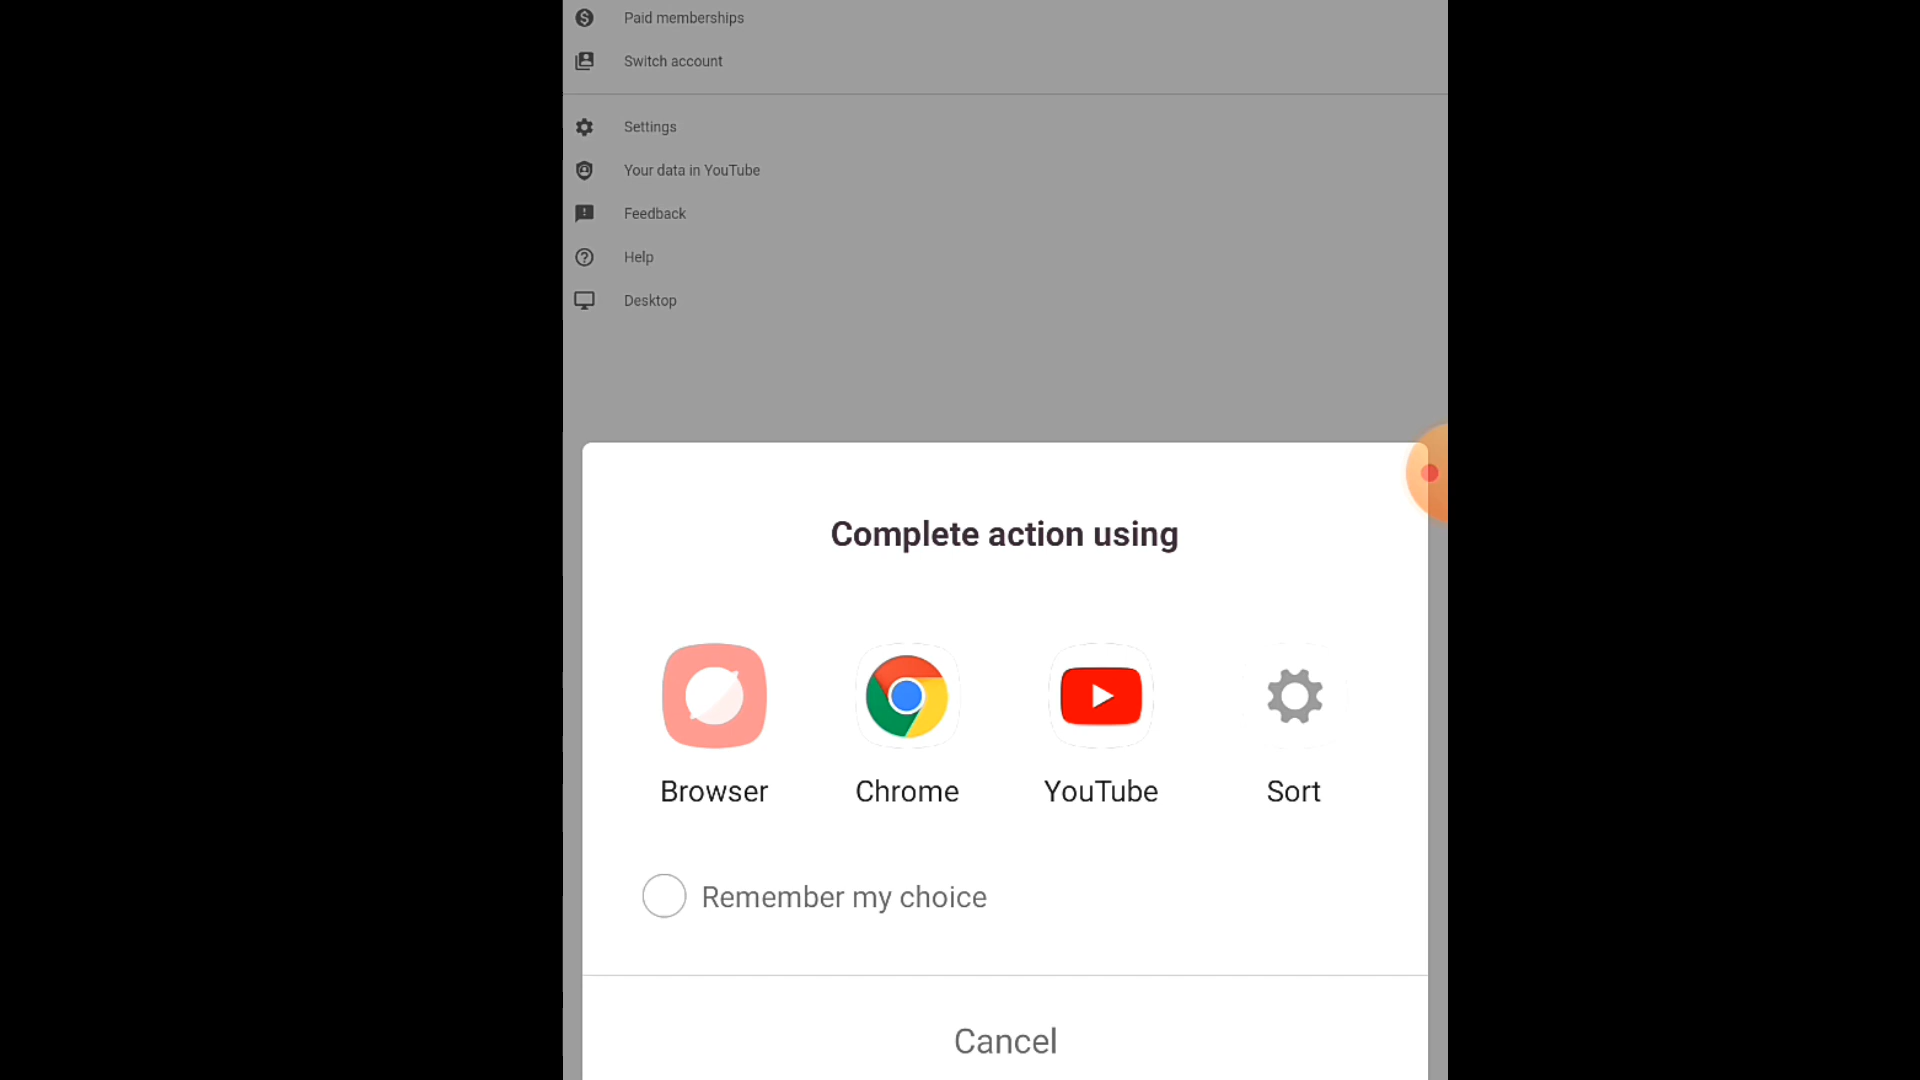 Paid memberships
Switch account
Settings
Your data in YouTube
Feedback
Help
Desktop
Complete action using
Browser Chrome YouTube Sort
Remember my choice
Cancel